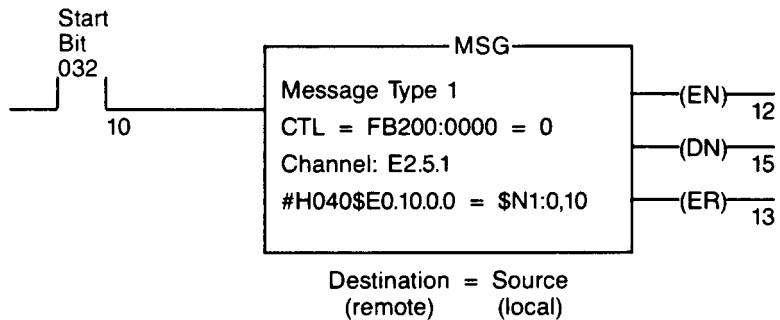 Start
Bit
032
10
MSG
Message Type 1
CTL = FB200:0000 = 0
Channel: E2.5.1
#H040$E0.10.0.0 = $N1:0,10
(EN)
12
(DN)
15
(ER)
13
Destination = Source
(remote) (local)